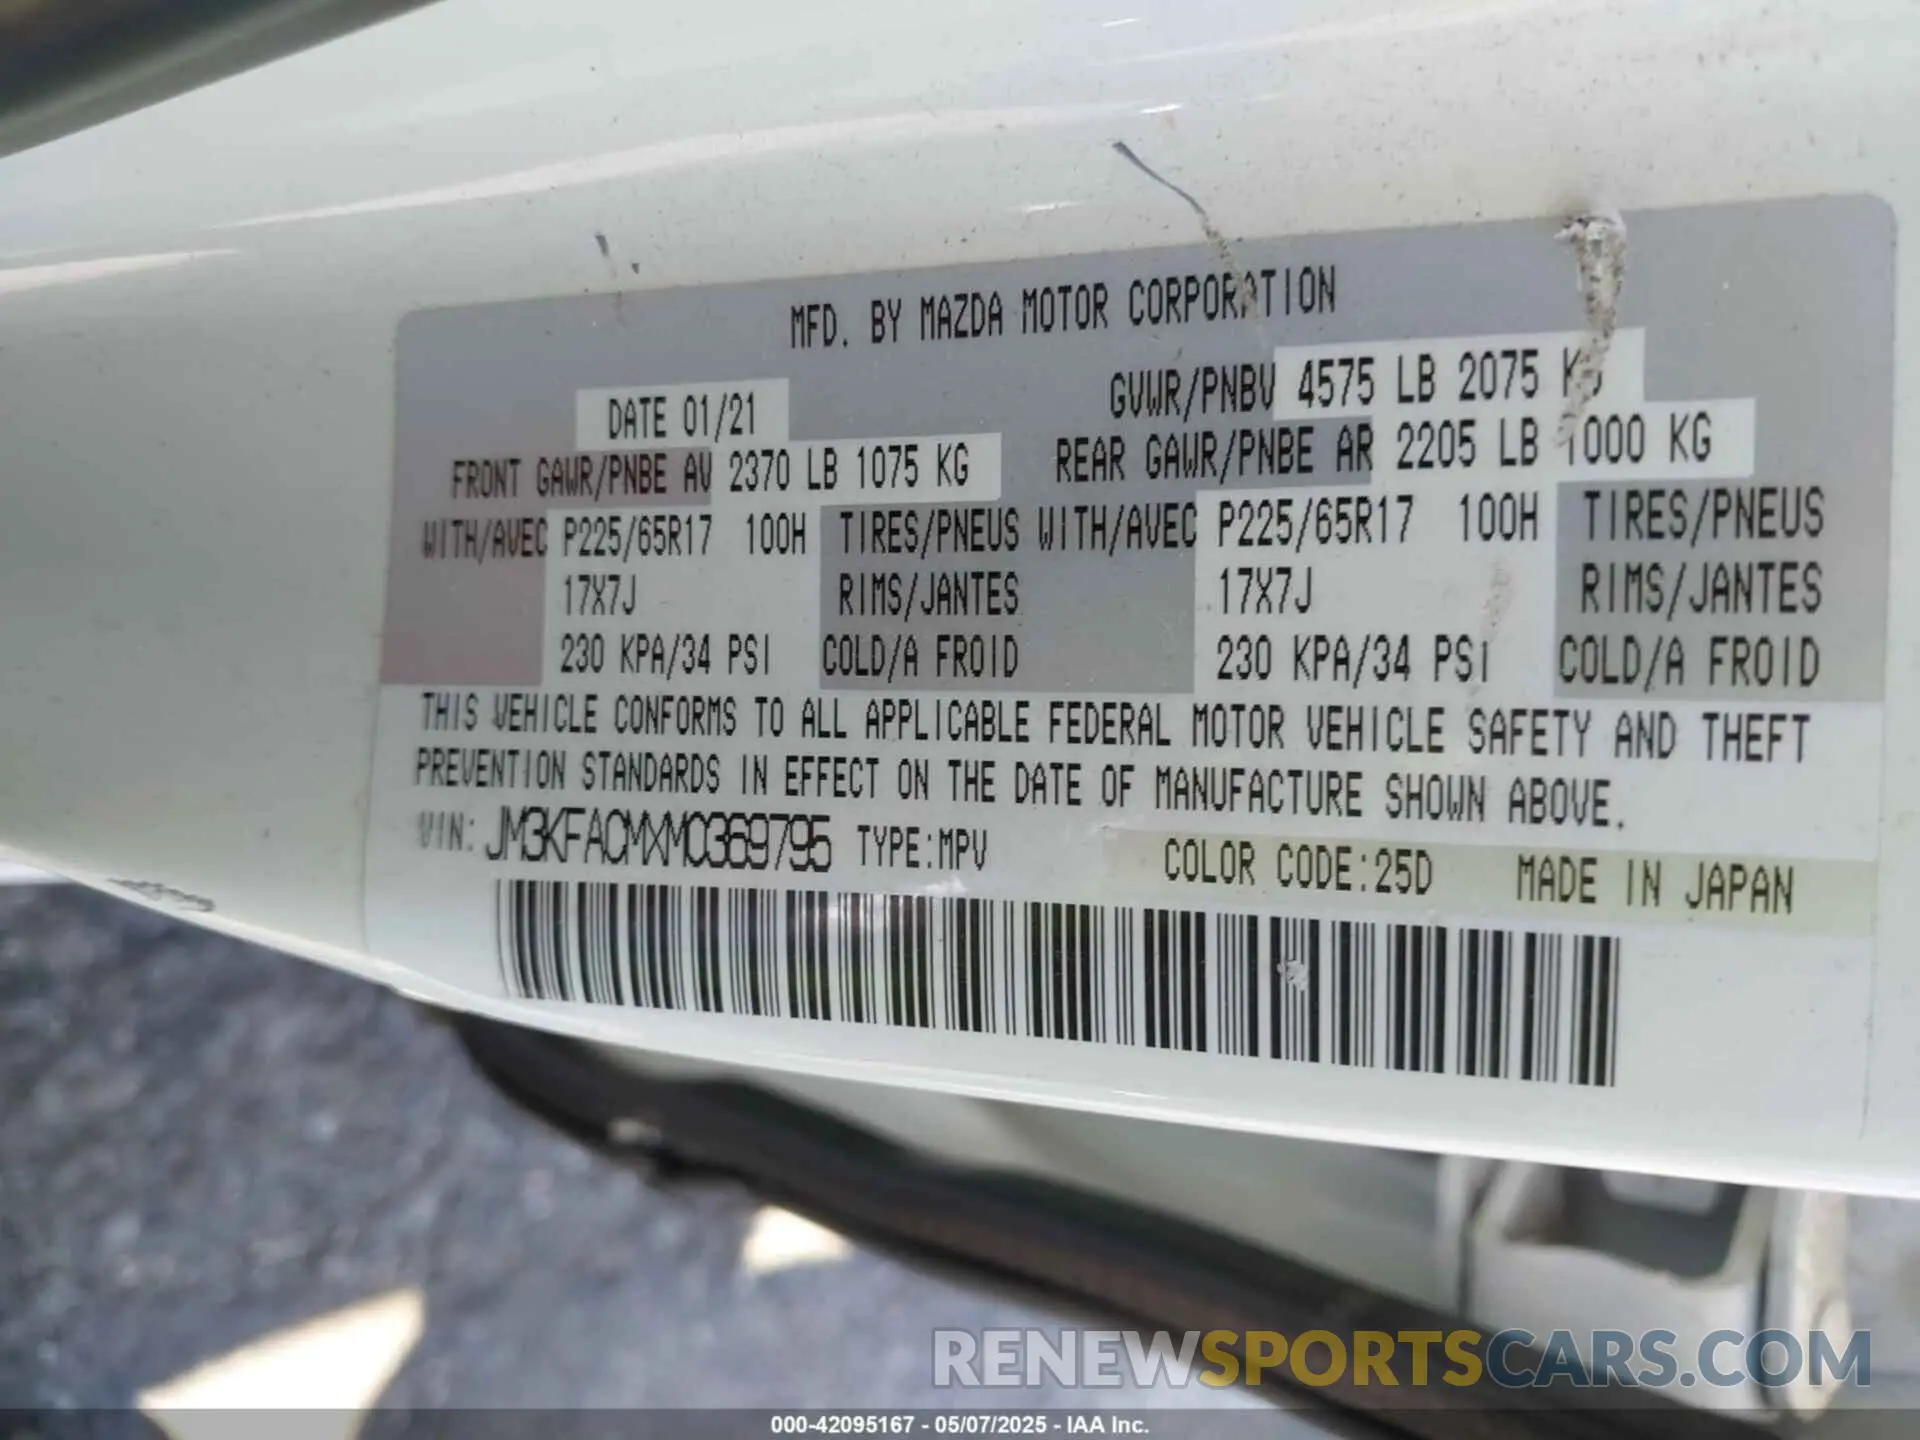 MFD. BY MAZDA MOTOR CORPORATION
DATE 01/21 GVWR/PNBV 4575 LB 2075 KG
FRONT GAWR/PNBE AV 2370 LB 1075 KG REAR GAWR/PNBE AR 2205 LB 1000 KG
WITH/AVEC P225/65R17 100H TIRES/PNEUS WITH/AVEC P225/65R17 100H TIRES/PNEUS
17X7J RIMS/JANTES 17X7J RIMS/JANTES
230 KPA/34 PSI COLD/A FROID 230 KPA/34 PSI COLD/A FROID
THIS VEHICLE CONFORMS TO ALL APPLICABLE FEDERAL MOTOR VEHICLE SAFETY AND THEFT
PREVENTION STANDARDS IN EFFECT ON THE DATE OF MANUFACTURE SHOWN ABOVE.
VIN: JM3KFACMXM0369795 TYPE:MPV COLOR CODE:25D MADE IN JAPAN
RENEWSPORTSCARS.COM
000-42095167 - 05/07/2025 - IAA Inc.